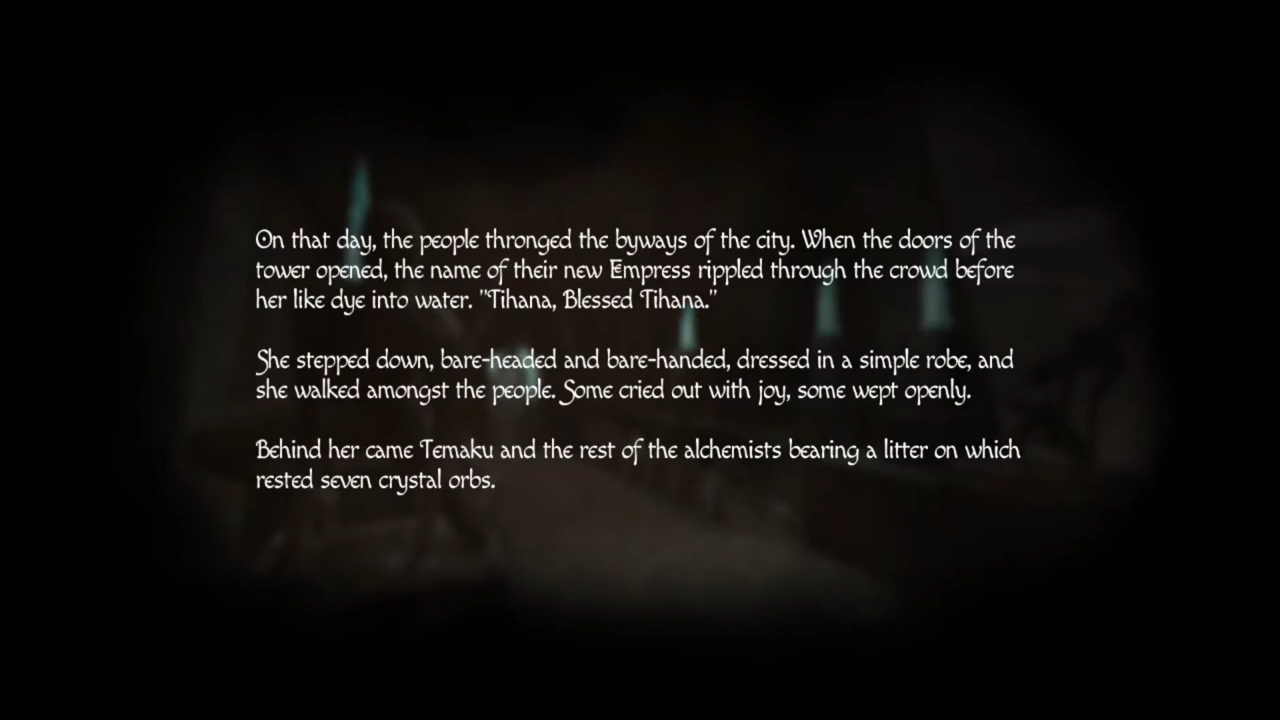 On that day, the people thronged the byways of the city. When the doors of the
tower opened, the name of their new Empress rippled through the crowd before
her like dye into water. "Tihana, Blessed Tihana."
She stepped down, bare-headed and bare-handed, dressed in a simple robe, and
she walked amongst the people. Some cried out with joy, some wept openly.
Behind her came Temaku and the rest of the alchemists bearing a litter on which
rested seven crystal orbs.